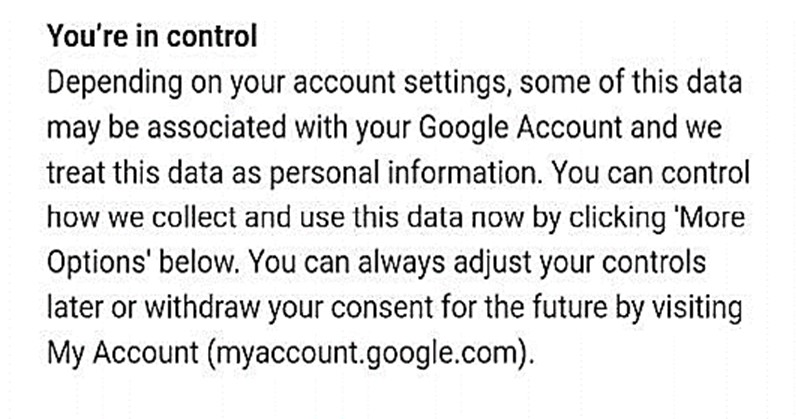 You're in control
Depending on your account settings, some of this data
may be associated with your Google Account and we
treat this data as personal information. You can control
how we collect and use this data now by clicking 'More
Options' below. You can always adjust your controls
later or withdraw your consent for the future by visiting
My Account (myaccount.google.com).